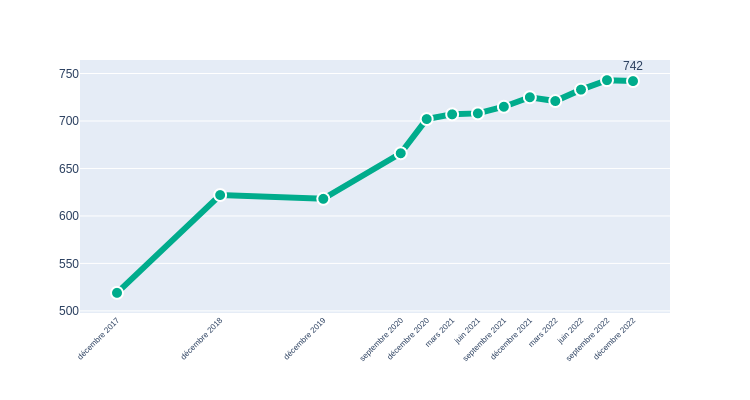 742
750
700
650
600
550
500
décembre 2017
décembre 2018
décembre 2019
septembre 2020
décembre 2020
mars 2021
juin 2021
septembre 2021
décembre 2021
mars 2022
juin 2022
septembre 2022
décembre 2022